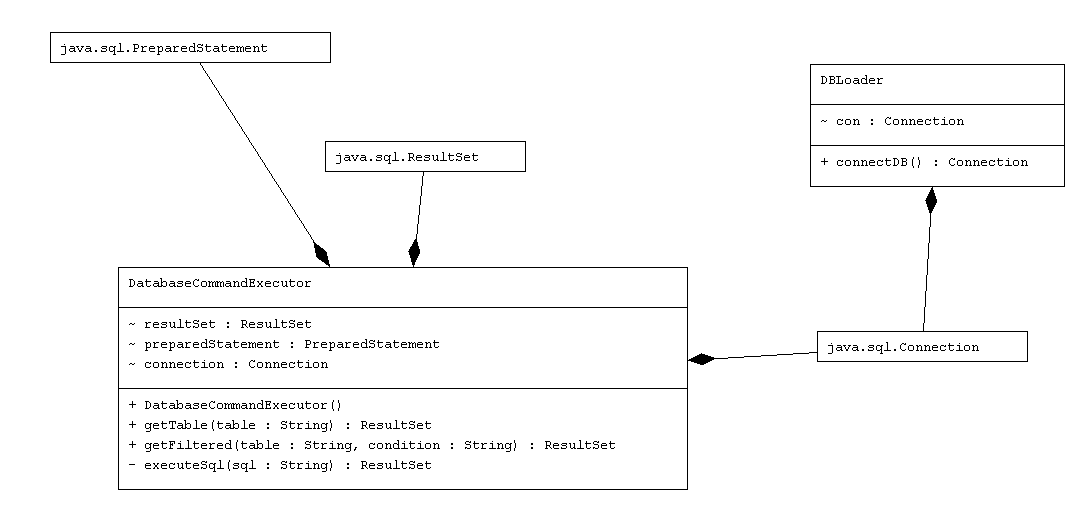 java.sql.PreparedStatement
DBLoader
~ con : Connection
+ connectDB() : Connection
java.sql.ResultSet
DatabaseCommandExecutor
~ resultSet : ResultSet
~ preparedStatement : PreparedStatement
~ connection : Connection
+ DatabaseCommandExecutor()
+ getTable(table : String) : ResultSet
+ getFiltered(table : String, condition : String) : ResultSet
- executeSql(sql : String) : ResultSet
java.sql.Connection